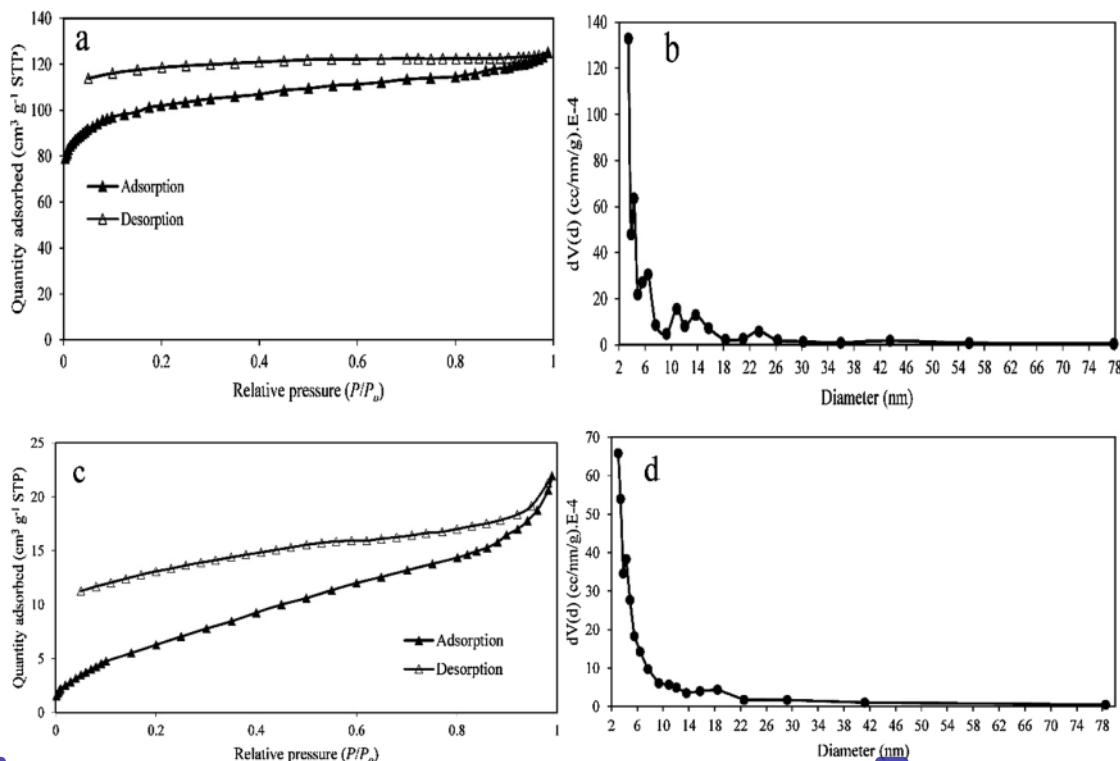 a
Quantity adsorbed (cm³ g⁻¹ STP)
140
120
100
80
60
40
20
0
Adsorption
Desorption
0 0.2 0.4 0.6 0.8 1
Relative pressure (P/Pₒ)
b
dV(d) (cc/nm/g).E-4
140
120
100
80
60
40
20
0
2 6 10 14 18 22 26 30 34 38 42 46 50 54 58 62 66 70 74 78
Diameter (nm)
c
Quantity adsorbed (cm³ g⁻¹ STP)
25
20
15
10
5
0
Adsorption
Desorption
0 0.2 0.4 0.6 0.8 1
Relative pressure (P/Pₒ)
d
dV(d) (cc/nm/g).E-4
70
60
50
40
30
20
10
0
2 6 10 14 18 22 26 30 34 38 42 46 50 54 58 62 66 70 74 78
Diameter (nm)